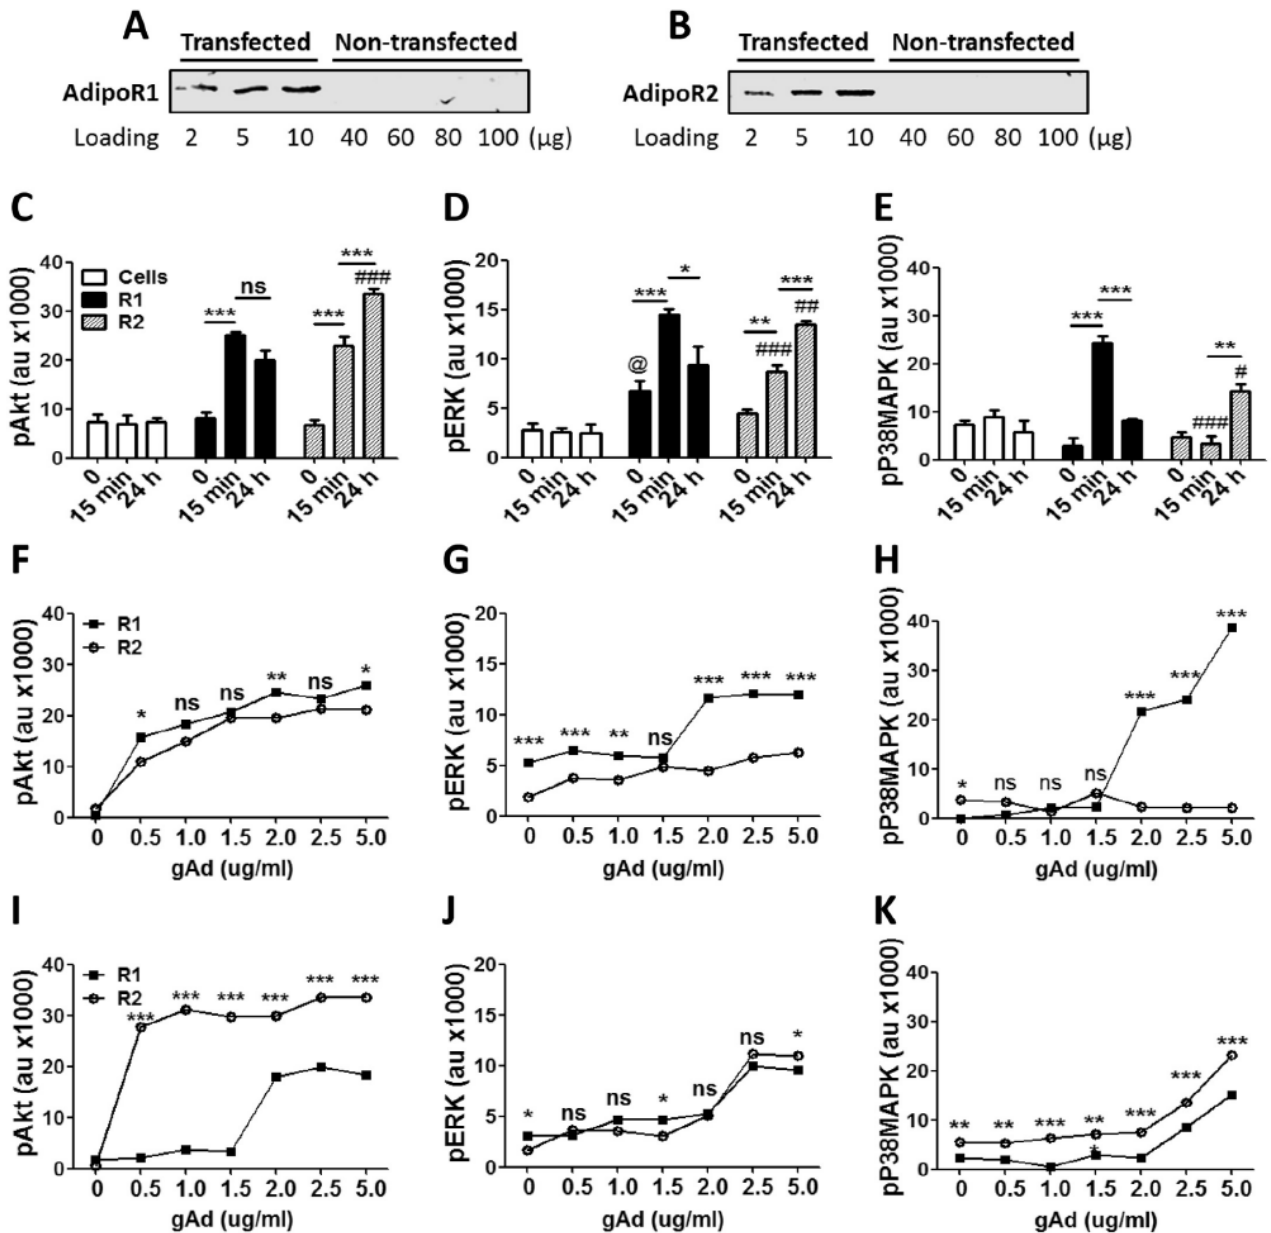 A
B
Transfected Non-transfected
Transfected Non-transfected
AdipoR1
AdipoR2
Loading 2 5 10 40 60 80 100 (µg)
Loading 2 5 10 40 60 80 100 (µg)
C
pAkt (au x1000)
40
30
20
10
0
Cells
R1
R2
***
ns
***
***
###
0
15 min
24 h
0
15 min
24 h
0
15 min
24 h
D
pERK (au x1000)
20
15
10
5
0
@
***
*
**
###
***
##
0
15 min
24 h
0
15 min
24 h
0
15 min
24 h
E
pP38MAPK (au x1000)
40
30
20
10
0
***
***
###
**
#
0
15 min
24 h
0
15 min
24 h
0
15 min
24 h
F
pAkt (au x1000)
40
30
20
10
0
R1
R2
* ns ns ** ns *
0 0.5 1.0 1.5 2.0 2.5 5.0
gAd (ug/ml)
G
pERK (au x1000)
20
15
10
5
0
*** *** ** ns *** *** ***
0 0.5 1.0 1.5 2.0 2.5 5.0
gAd (ug/ml)
H
pP38MAPK (au x1000)
40
30
20
10
0
* ns ns ns *** *** ***
0 0.5 1.0 1.5 2.0 2.5 5.0
gAd (ug/ml)
I
pAkt (au x1000)
40
30
20
10
0
R1
R2
*** *** *** *** *** ***
0 0.5 1.0 1.5 2.0 2.5 5.0
gAd (ug/ml)
J
pERK (au x1000)
20
15
10
5
0
* ns ns * ns ns *
0 0.5 1.0 1.5 2.0 2.5 5.0
gAd (ug/ml)
K
pP38MAPK (au x1000)
40
30
20
10
0
** ** *** ** *** *** ***
*
0 0.5 1.0 1.5 2.0 2.5 5.0
gAd (ug/ml)